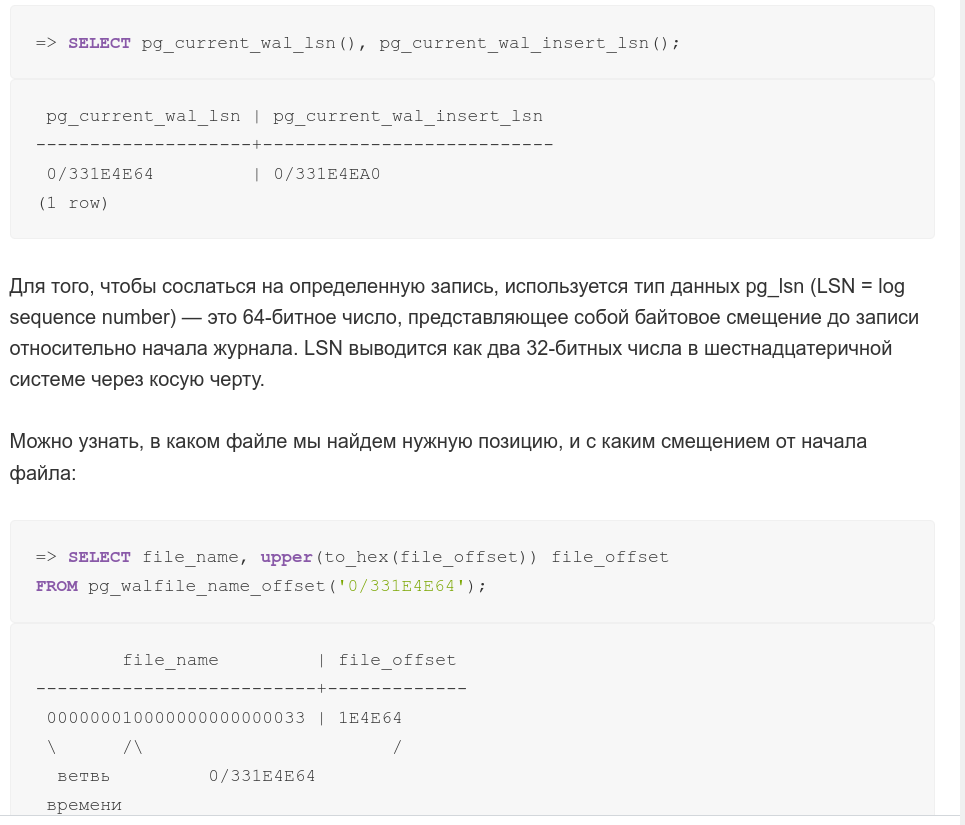 => SELECT pg_current_wal_lsn(), pg_current_wal_insert_lsn();
pg_current_wal_lsn | pg_current_wal_insert_lsn
--------------------+---------------------------
0/331E4E64         | 0/331E4EA0
(1 row)
Для того, чтобы сослаться на определенную запись, используется тип данных pg_lsn (LSN = log
sequence number) — это 64-битное число, представляющее собой байтовое смещение до записи
относительно начала журнала. LSN выводится как два 32-битных числа в шестнадцатеричной
системе через косую черту.
Можно узнать, в каком файле мы найдем нужную позицию, и с каким смещением от начала
файла:
=> SELECT file_name, upper(to_hex(file_offset)) file_offset
FROM pg_walfile_name_offset('0/331E4E64');
file_name         | file_offset
--------------------------+-------------
000000010000000000000033 | 1E4E64
\      /\                       /
ветвь         0/331E4E64
времени